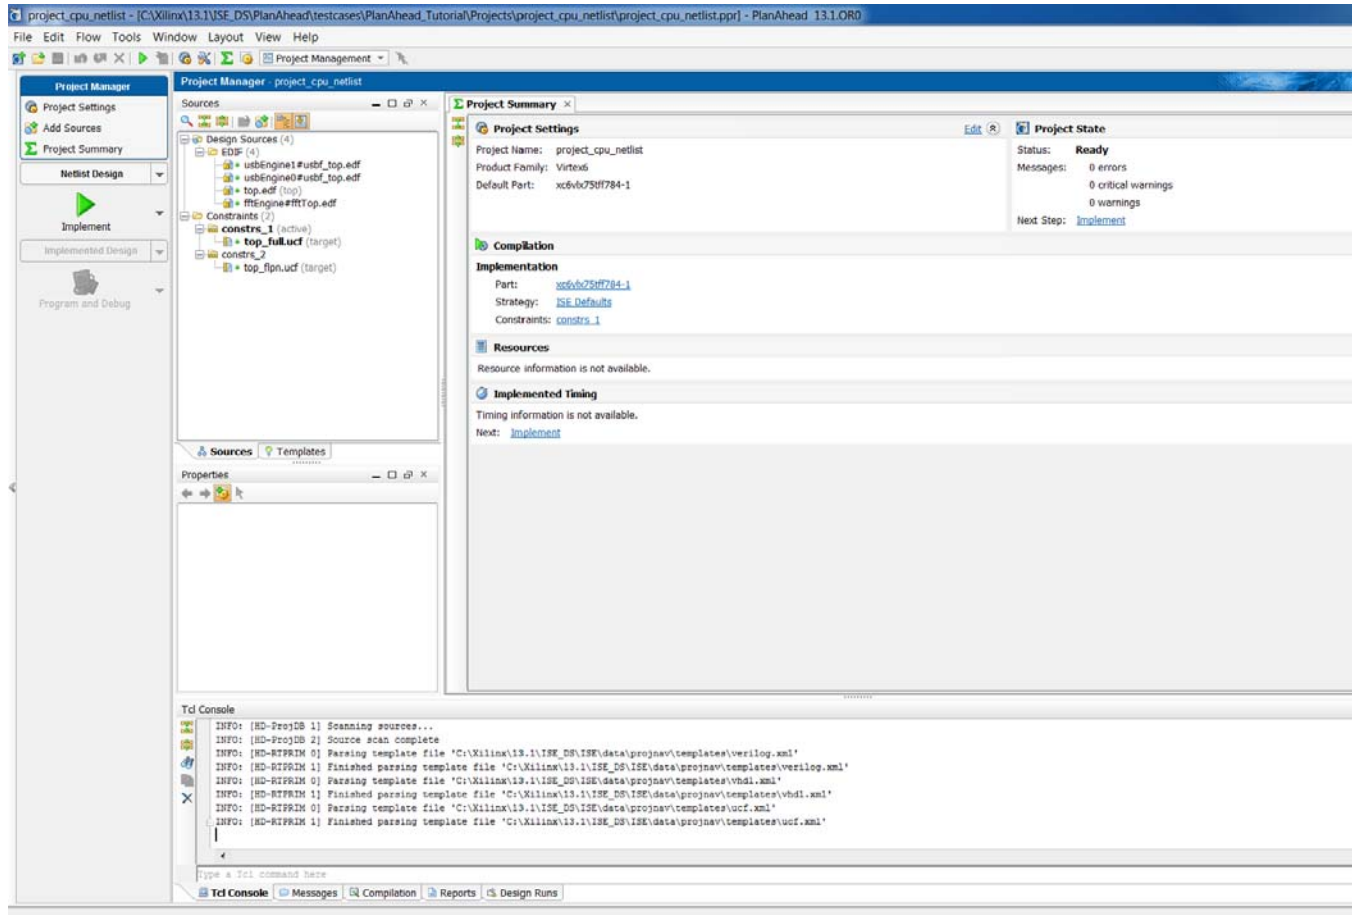 project_cpu_netlist - [C:\Xilinx\13.1\ISE_DS\PlanAhead\testcases\PlanAhead_Tutorial\Projects\project_cpu_netlist\project_cpu_netlist.ppr] - PlanAhead 13.1.OR0
File Edit Flow Tools Window Layout View Help
Project Management
Project Manager
Project Settings
Add Sources
Project Summary
Netlist Design
Implement
Implemented Design
Program and Debug
Project Manager - project_cpu_netlist
Sources
Design Sources (4)
EDIF (4)
usbEngine1#usbf_top.edf
usbEngine0#usbf_top.edf
top.edf (top)
fftEngine#fftTop.edf
Constraints (2)
constrs_1 (active)
top_full.ucf (target)
constrs_2
top_fpn.ucf (target)
Sources Templates
Properties
Project Summary
Project Settings Edit
Project Name: project_cpu_netlist
Product Family: Virtex6
Default Part: xc6vlx75tff784-1
Project State
Status: Ready
Messages: 0 errors
0 critical warnings
0 warnings
Next Step: Implement
Compilation
Implementation
Part: xc6vlx75tff784-1
Strategy: ISE Defaults
Constraints: constrs_1
Resources
Resource information is not available.
Implemented Timing
Timing information is not available.
Next: Implement
Tcl Console
INFO: [HD-ProjDB 1] Scanning sources...
INFO: [HD-ProjDB 2] Source scan complete
INFO: [HD-RTPRIM 0] Parsing template file 'C:\Xilinx\13.1\ISE_DS\ISE\data\projnav\templates\verilog.xml'
INFO: [HD-RTPRIM 1] Finished parsing template file 'C:\Xilinx\13.1\ISE_DS\ISE\data\projnav\templates\verilog.xml'
INFO: [HD-RTPRIM 0] Parsing template file 'C:\Xilinx\13.1\ISE_DS\ISE\data\projnav\templates\vhdl.xml'
INFO: [HD-RTPRIM 1] Finished parsing template file 'C:\Xilinx\13.1\ISE_DS\ISE\data\projnav\templates\vhdl.xml'
INFO: [HD-RTPRIM 0] Parsing template file 'C:\Xilinx\13.1\ISE_DS\ISE\data\projnav\templates\ucf.xml'
INFO: [HD-RTPRIM 1] Finished parsing template file 'C:\Xilinx\13.1\ISE_DS\ISE\data\projnav\templates\ucf.xml'
Type a Tcl command here
Tcl Console Messages Compilation Reports Design Runs